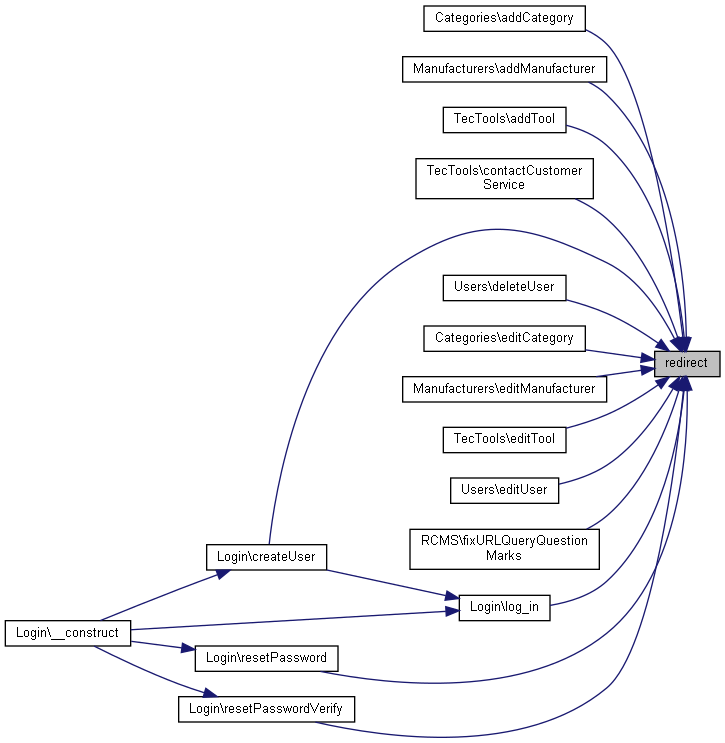 Categories\addCategory
Manufacturers\addManufacturer
TecTools\addTool
TecTools\contactCustomer
Service
Users\deleteUser
Categories\editCategory
redirect
Manufacturers\editManufacturer
TecTools\editTool
Users\editUser
RCMS\fixURLQueryQuestion
Marks
Login\createUser
Login\log_in
Login\__construct
Login\resetPassword
Login\resetPasswordVerify